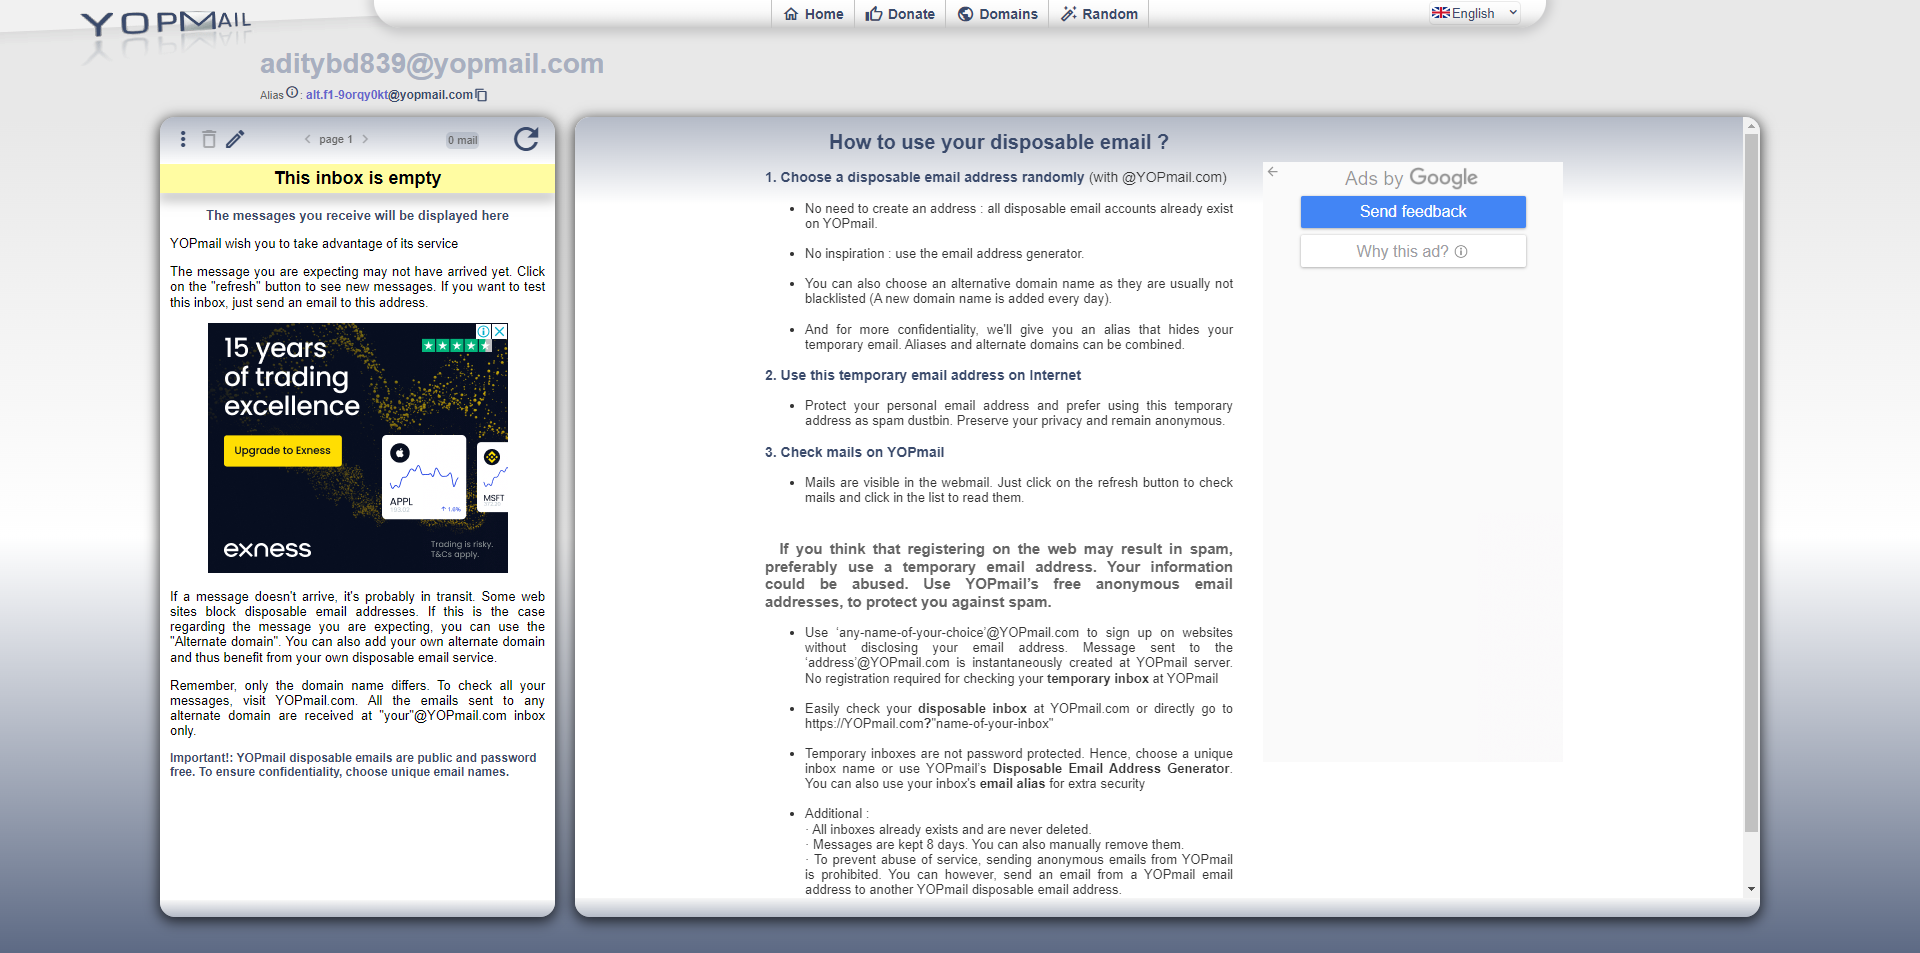 YOPMAIL
Home
Donate
Domains
Random
English
aditybd839@yopmail.com
Alias : alt.f1-9orqy0kt@yopmail.com
page 1
0 mail
This inbox is empty
The messages you receive will be displayed here
YOPmail wish you to take advantage of its service
The message you are expecting may not have arrived yet. Click
on the "refresh" button to see new messages. If you want to test
this inbox, just send an email to this address.
15 years
of trading
excellence
Upgrade to Exness
APPL
↑ 1.6%
MSFT
exness
Trading is risky.
T&Cs apply.
If a message doesn't arrive, it's probably in transit. Some web
sites block disposable email addresses. If this is the case
regarding the message you are expecting, you can use the
"Alternate domain". You can also add your own alternate domain
and thus benefit from your own disposable email service.
Remember, only the domain name differs. To check all your
messages, visit YOPmail.com. All the emails sent to any
alternate domain are received at "your"@YOPmail.com inbox
only.
Important!: YOPmail disposable emails are public and password
free. To ensure confidentiality, choose unique email names.
How to use your disposable email ?
1. Choose a disposable email address randomly (with @YOPmail.com)
• No need to create an address : all disposable email accounts already exist
on YOPmail.
• No inspiration : use the email address generator.
• You can also choose an alternative domain name as they are usually not
blacklisted (A new domain name is added every day).
• And for more confidentiality, we'll give you an alias that hides your
temporary email. Aliases and alternate domains can be combined.
2. Use this temporary email address on Internet
• Protect your personal email address and prefer using this temporary
address as spam dustbin. Preserve your privacy and remain anonymous.
3. Check mails on YOPmail
• Mails are visible in the webmail. Just click on the refresh button to check
mails and click in the list to read them.
If you think that registering on the web may result in spam,
preferably use a temporary email address. Your information
could be abused. Use YOPmail's free anonymous email
addresses, to protect you against spam.
• Use 'any-name-of-your-choice'@YOPmail.com to sign up on websites
without disclosing your email address. Message sent to the
'address'@YOPmail.com is instantaneously created at YOPmail server.
No registration required for checking your temporary inbox at YOPmail
• Easily check your disposable inbox at YOPmail.com or directly go to
https://YOPmail.com?"name-of-your-inbox"
• Temporary inboxes are not password protected. Hence, choose a unique
inbox name or use YOPmail's Disposable Email Address Generator.
You can also use your inbox's email alias for extra security
• Additional :
· All inboxes already exists and are never deleted.
· Messages are kept 8 days. You can also manually remove them.
· To prevent abuse of service, sending anonymous emails from YOPmail
is prohibited. You can however, send an email from a YOPmail email
address to another YOPmail disposable email address.
Ads by Google
Send feedback
Why this ad?